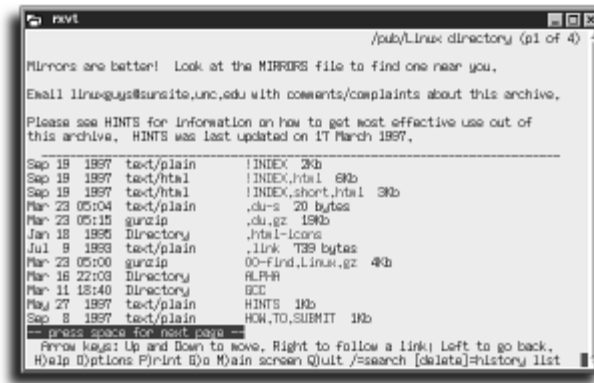 rxvt
/pub/Linux directory (p1 of 4)
Mirrors are better! Look at the MIRRORS file to find one near you.
Email linuxguys@sunsite.unc.edu with comments/complaints about this archive.
Please see HINTS for information on how to get most effective use out of
this archive. HINTS was last updated on 17 March 1997.
Sep 19 1997 text/plain !INDEX 2Kb
Sep 19 1997 text/html !INDEX.html 6Kb
Sep 19 1997 text/html !INDEX.short.html 3Kb
Mar 23 05:04 text/plain .du-s 20 bytes
Mar 23 05:15 gunzip .du.gz 19Kb
Jan 18 1995 Directory .html-icons
Jul 9 1993 text/plain .link 739 bytes
Mar 23 05:00 gunzip 00-find.Linux.gz 4Kb
Mar 16 22:03 Directory ALPHA
Mar 11 18:40 Directory GCC
May 27 1997 text/plain HINTS 1Kb
Sep 8 1997 text/plain HOW.TO.SUBMIT 1Kb
-- press space for next page --
Arrow keys: Up and Down to move. Right to follow a link; Left to go back.
H)elp O)ptions P)rint G)o M)ain screen Q)uit /=search [delete]=history list